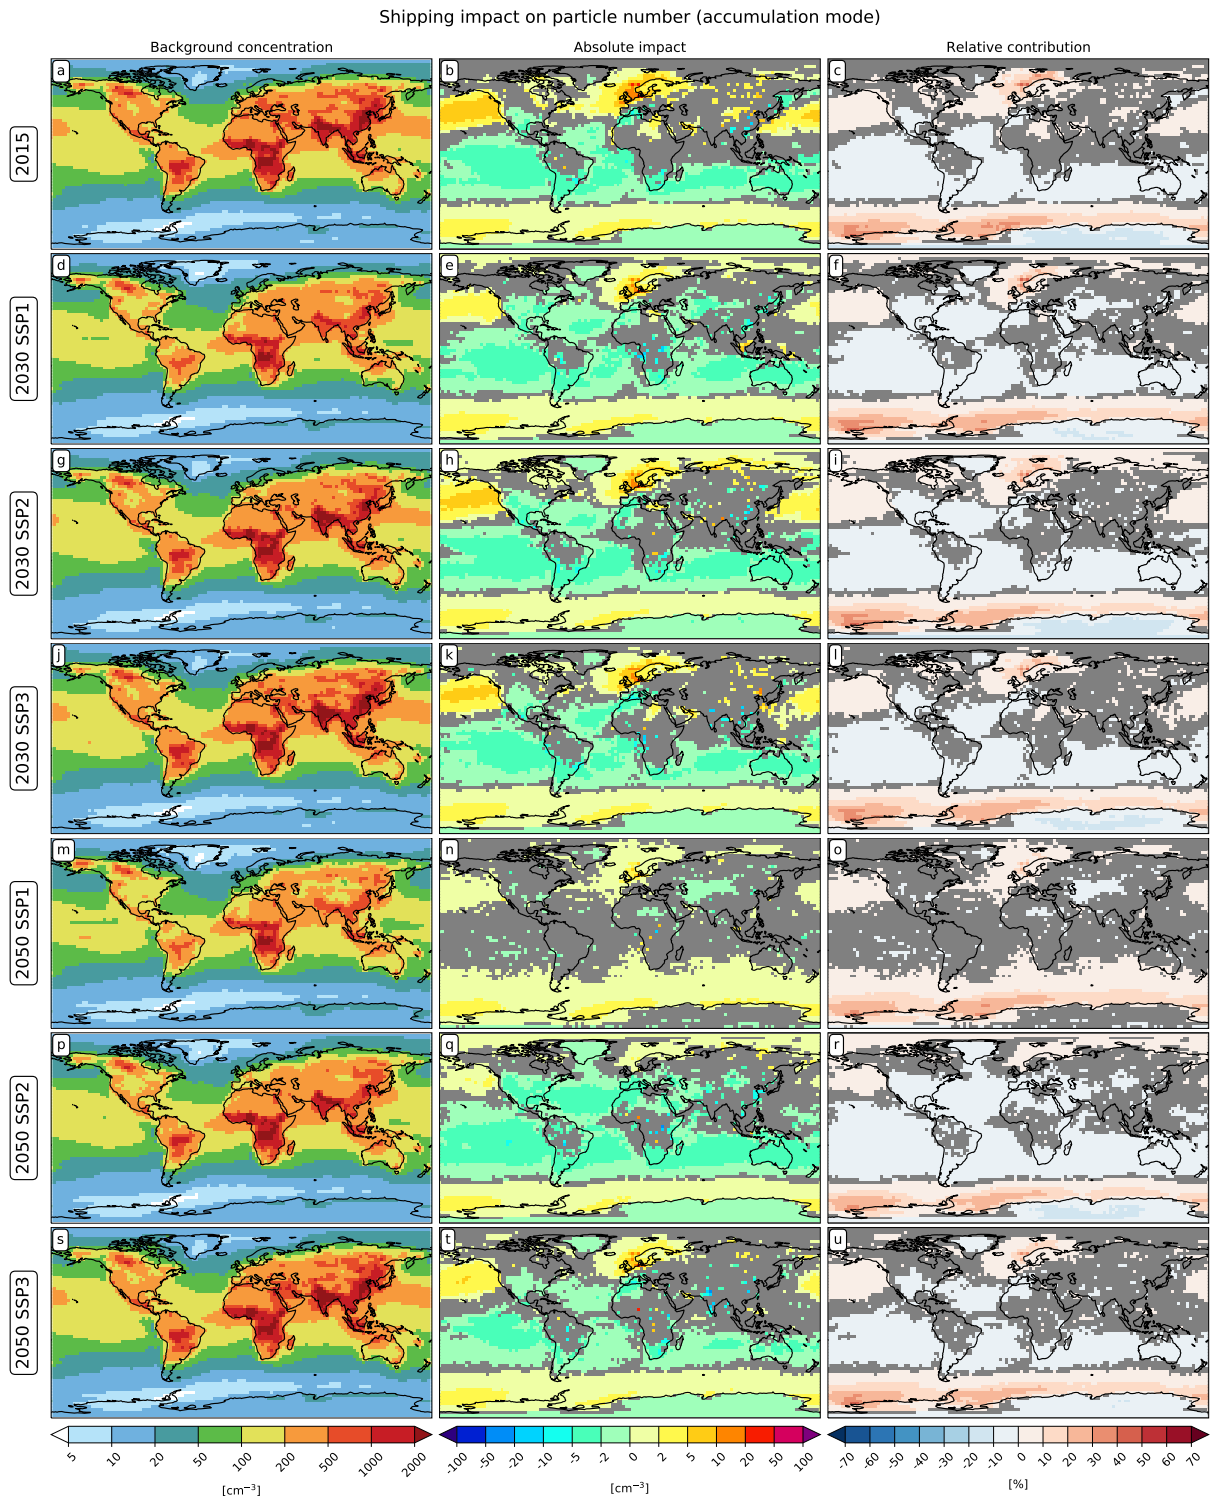 Shipping impact on particle number (accumulation mode)
Background concentration
Absolute impact
Relative contribution
2015
a
b
c
2030 SSP1
d
e
f
2030 SSP2
g
h
i
2030 SSP3
j
k
l
2050 SSP1
m
n
o
2050 SSP2
p
q
r
2050 SSP3
s
t
u
5 10 20 50 100 200 500 1000 2000
[cm⁻³]
-100 -50 -20 -10 -5 -2 0 2 5 10 20 50 100
[cm⁻³]
-70 -60 -50 -40 -30 -20 -10 0 10 20 30 40 50 60 70
[%]